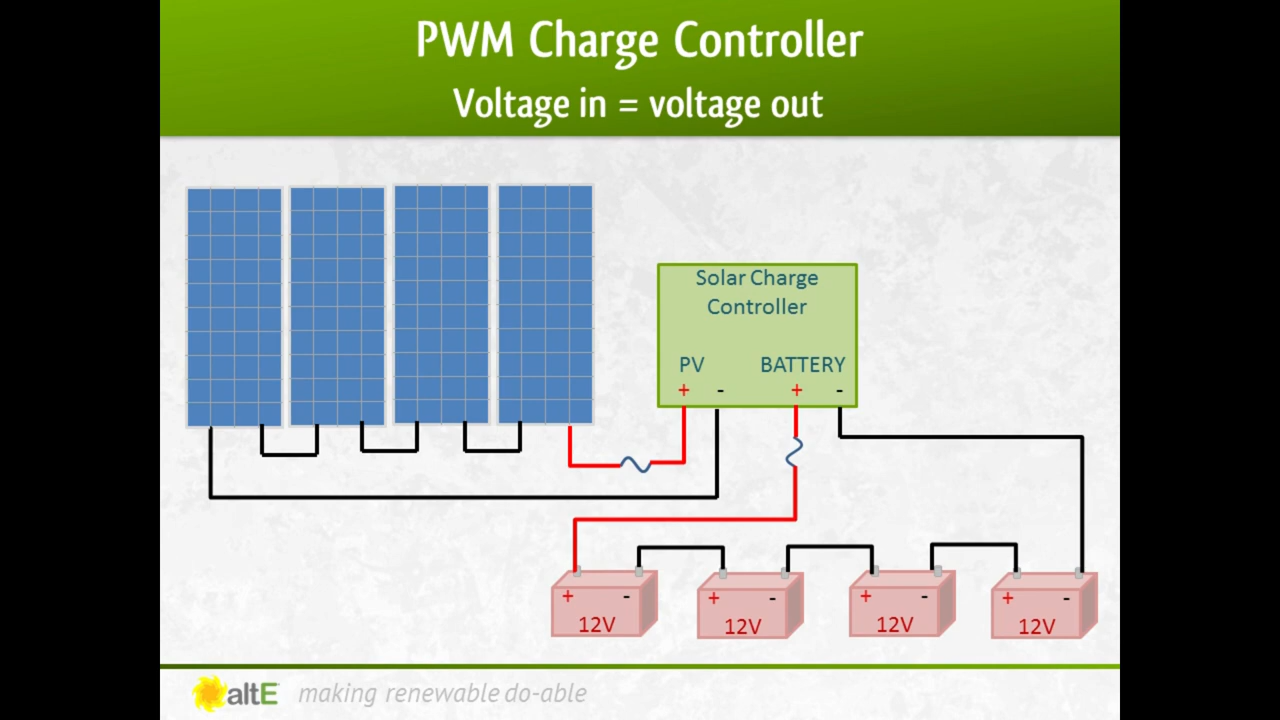 PWM Charge Controller
Voltage in = voltage out
Solar Charge
Controller
PV BATTERY
+ - + -
+ - + - + - + -
12V 12V 12V 12V
altE making renewable do-able